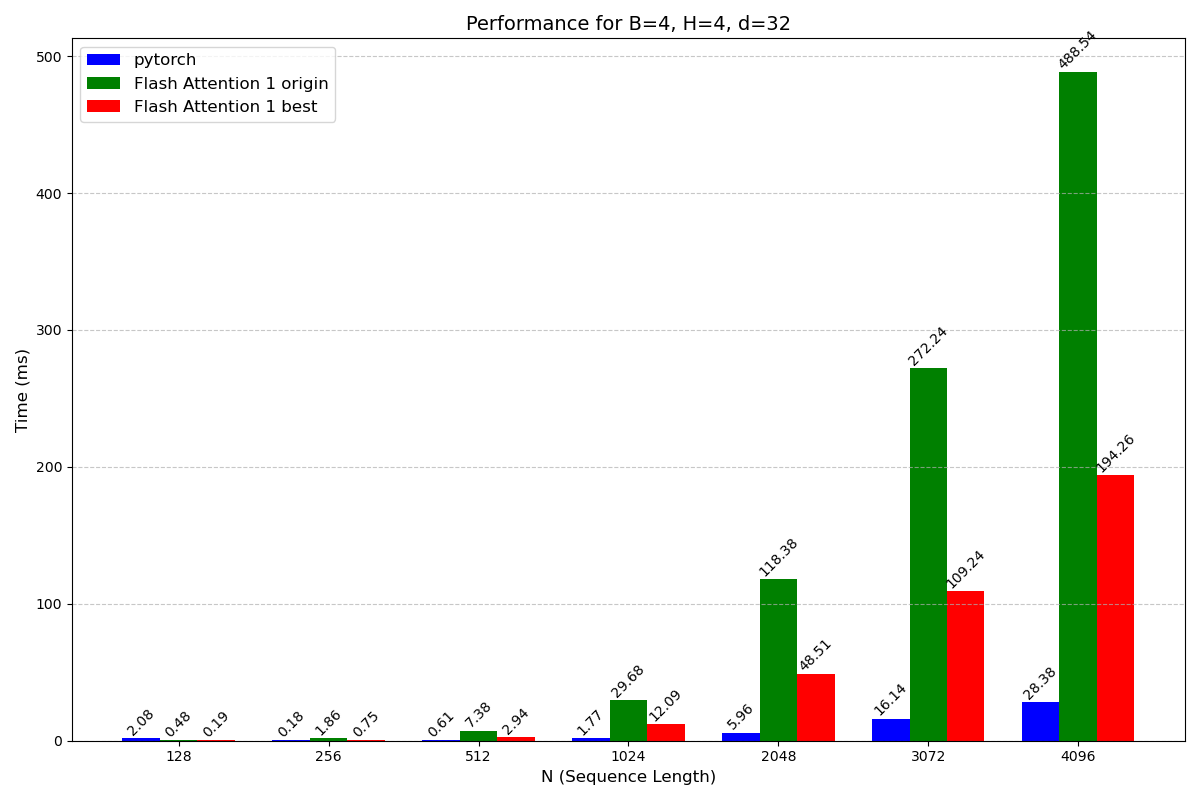 Performance for B=4, H=4, d=32
pytorch
Flash Attention 1 origin
Flash Attention 1 best
Time (ms)
500
400
300
200
100
0
2.08 0.48 0.19
0.18 1.86 0.75
0.61 7.38 2.94
1.77 29.68 12.09
5.96 118.38 48.51
16.14 272.24 109.24
28.38 488.54 194.26
128 256 512 1024 2048 3072 4096
N (Sequence Length)